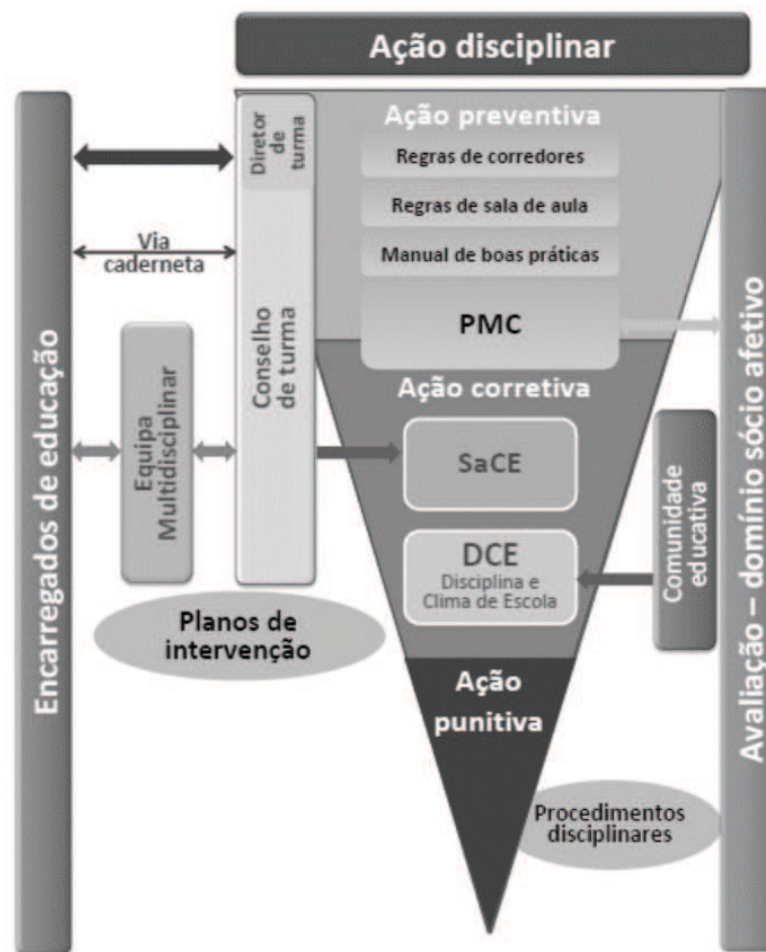 Ação disciplinar
Encarregados de educação
Diretor
de
turma
Conselho
de turma
Via
caderneta
Equipa
Multidisciplinar
Planos de
intervenção
Ação preventiva
Regras de corredores
Regras de sala de aula
Manual de boas práticas
PMC
Ação corretiva
SaCE
DCE
Disciplina e
Clima de Escola
Ação
punitiva
Comunidade
educativa
Procedimentos
disciplinares
Avaliação – domínio sócio afetivo